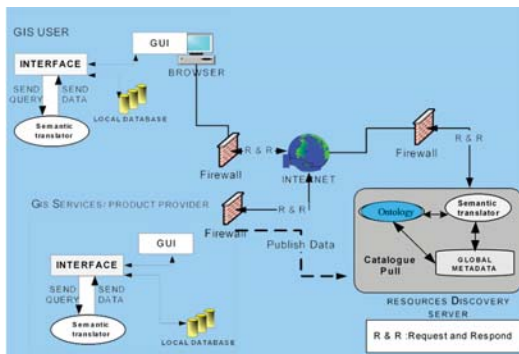 GIS USER
GUI
INTERFACE
BROWSER
SEND QUERY
SEND DATA
LOCAL DATABASE
Semantic translator
Firewall
R & R
INTERNET
Firewall
R & R
GIS SERVICES/ PRODUCT PROVIDER
Firewall
R & R
Publish Data
GUI
INTERFACE
SEND QUERY
SEND DATA
Semantic translator
LOCAL DATABASE
Ontology
Semantic translator
Catalogue Pull
GLOBAL METADATA
RESOURCES DISCOVERY SERVER
R & R :Request and Respond